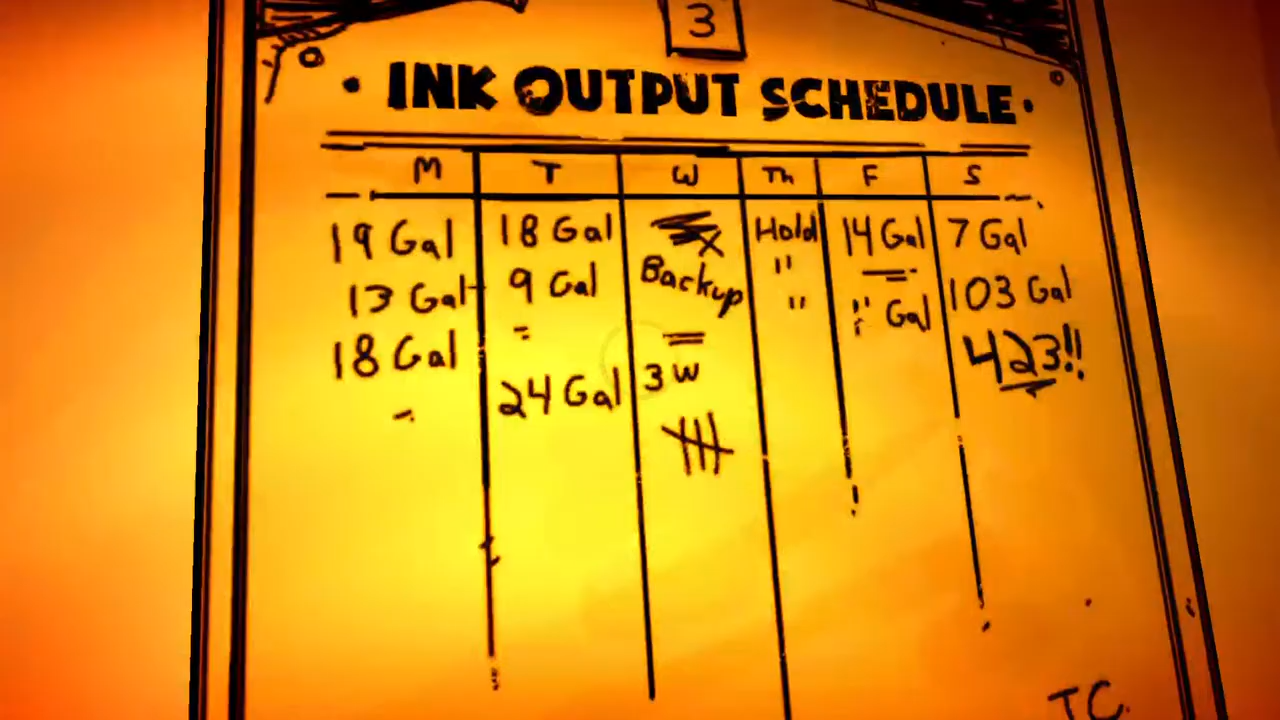 3
· INK OUTPUT SCHEDULE ·
M T W Th F S
19 Gal 18 Gal x Hold 14 Gal 7 Gal
13 Gal 9 Gal Backup " = 103 Gal
18 Gal = = " " Gal 423!!
24 Gal 3 W
T.C.